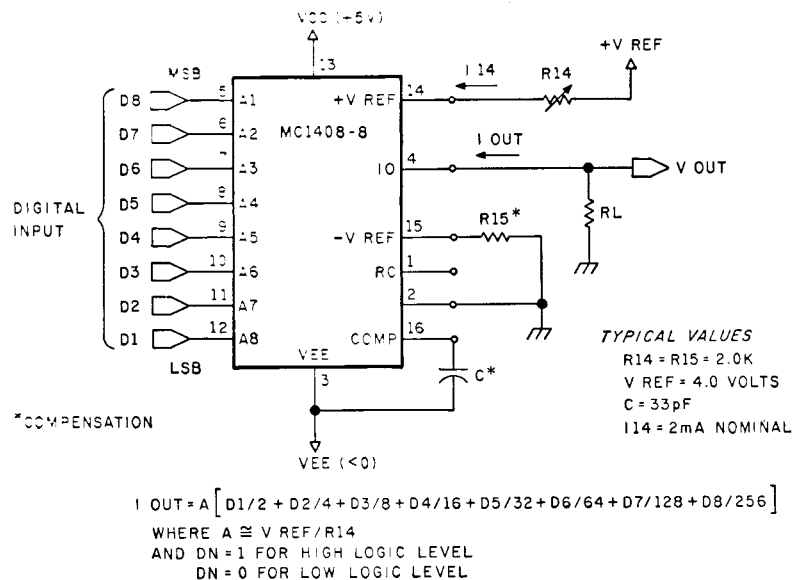 VCC (+5V)
13
+V REF
MSB
I 14
R14
D8 5 A1
+V REF 14
D7 6 A2
MC1408-8
I OUT
D6 7 A3
IO 4
V OUT
D5 8 A4
DIGITAL
INPUT
RL
D4 9 A5
-V REF 15
R15*
D3 10 A6
RC 1
D2 11 A7
2
D1 12 A8
COMP 16
LSB
VEE
3
C*
TYPICAL VALUES
R14 = R15 = 2.0K
V REF = 4.0 VOLTS
C = 33pF
I14 = 2mA NOMINAL
*COMPENSATION
VEE (<0)
I OUT = A [D1/2 + D2/4 + D3/8 + D4/16 + D5/32 + D6/64 + D7/128 + D8/256]
WHERE A ≅ V REF/R14
AND DN = 1 FOR HIGH LOGIC LEVEL
DN = 0 FOR LOW LOGIC LEVEL